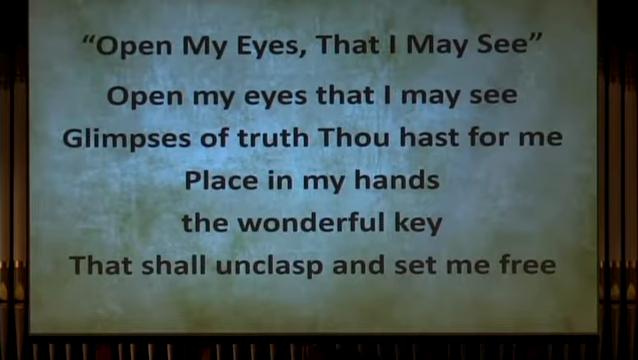 “Open My Eyes, That I May See”
Open my eyes that I may see
Glimpses of truth Thou hast for me
Place in my hands
the wonderful key
That shall unclasp and set me free